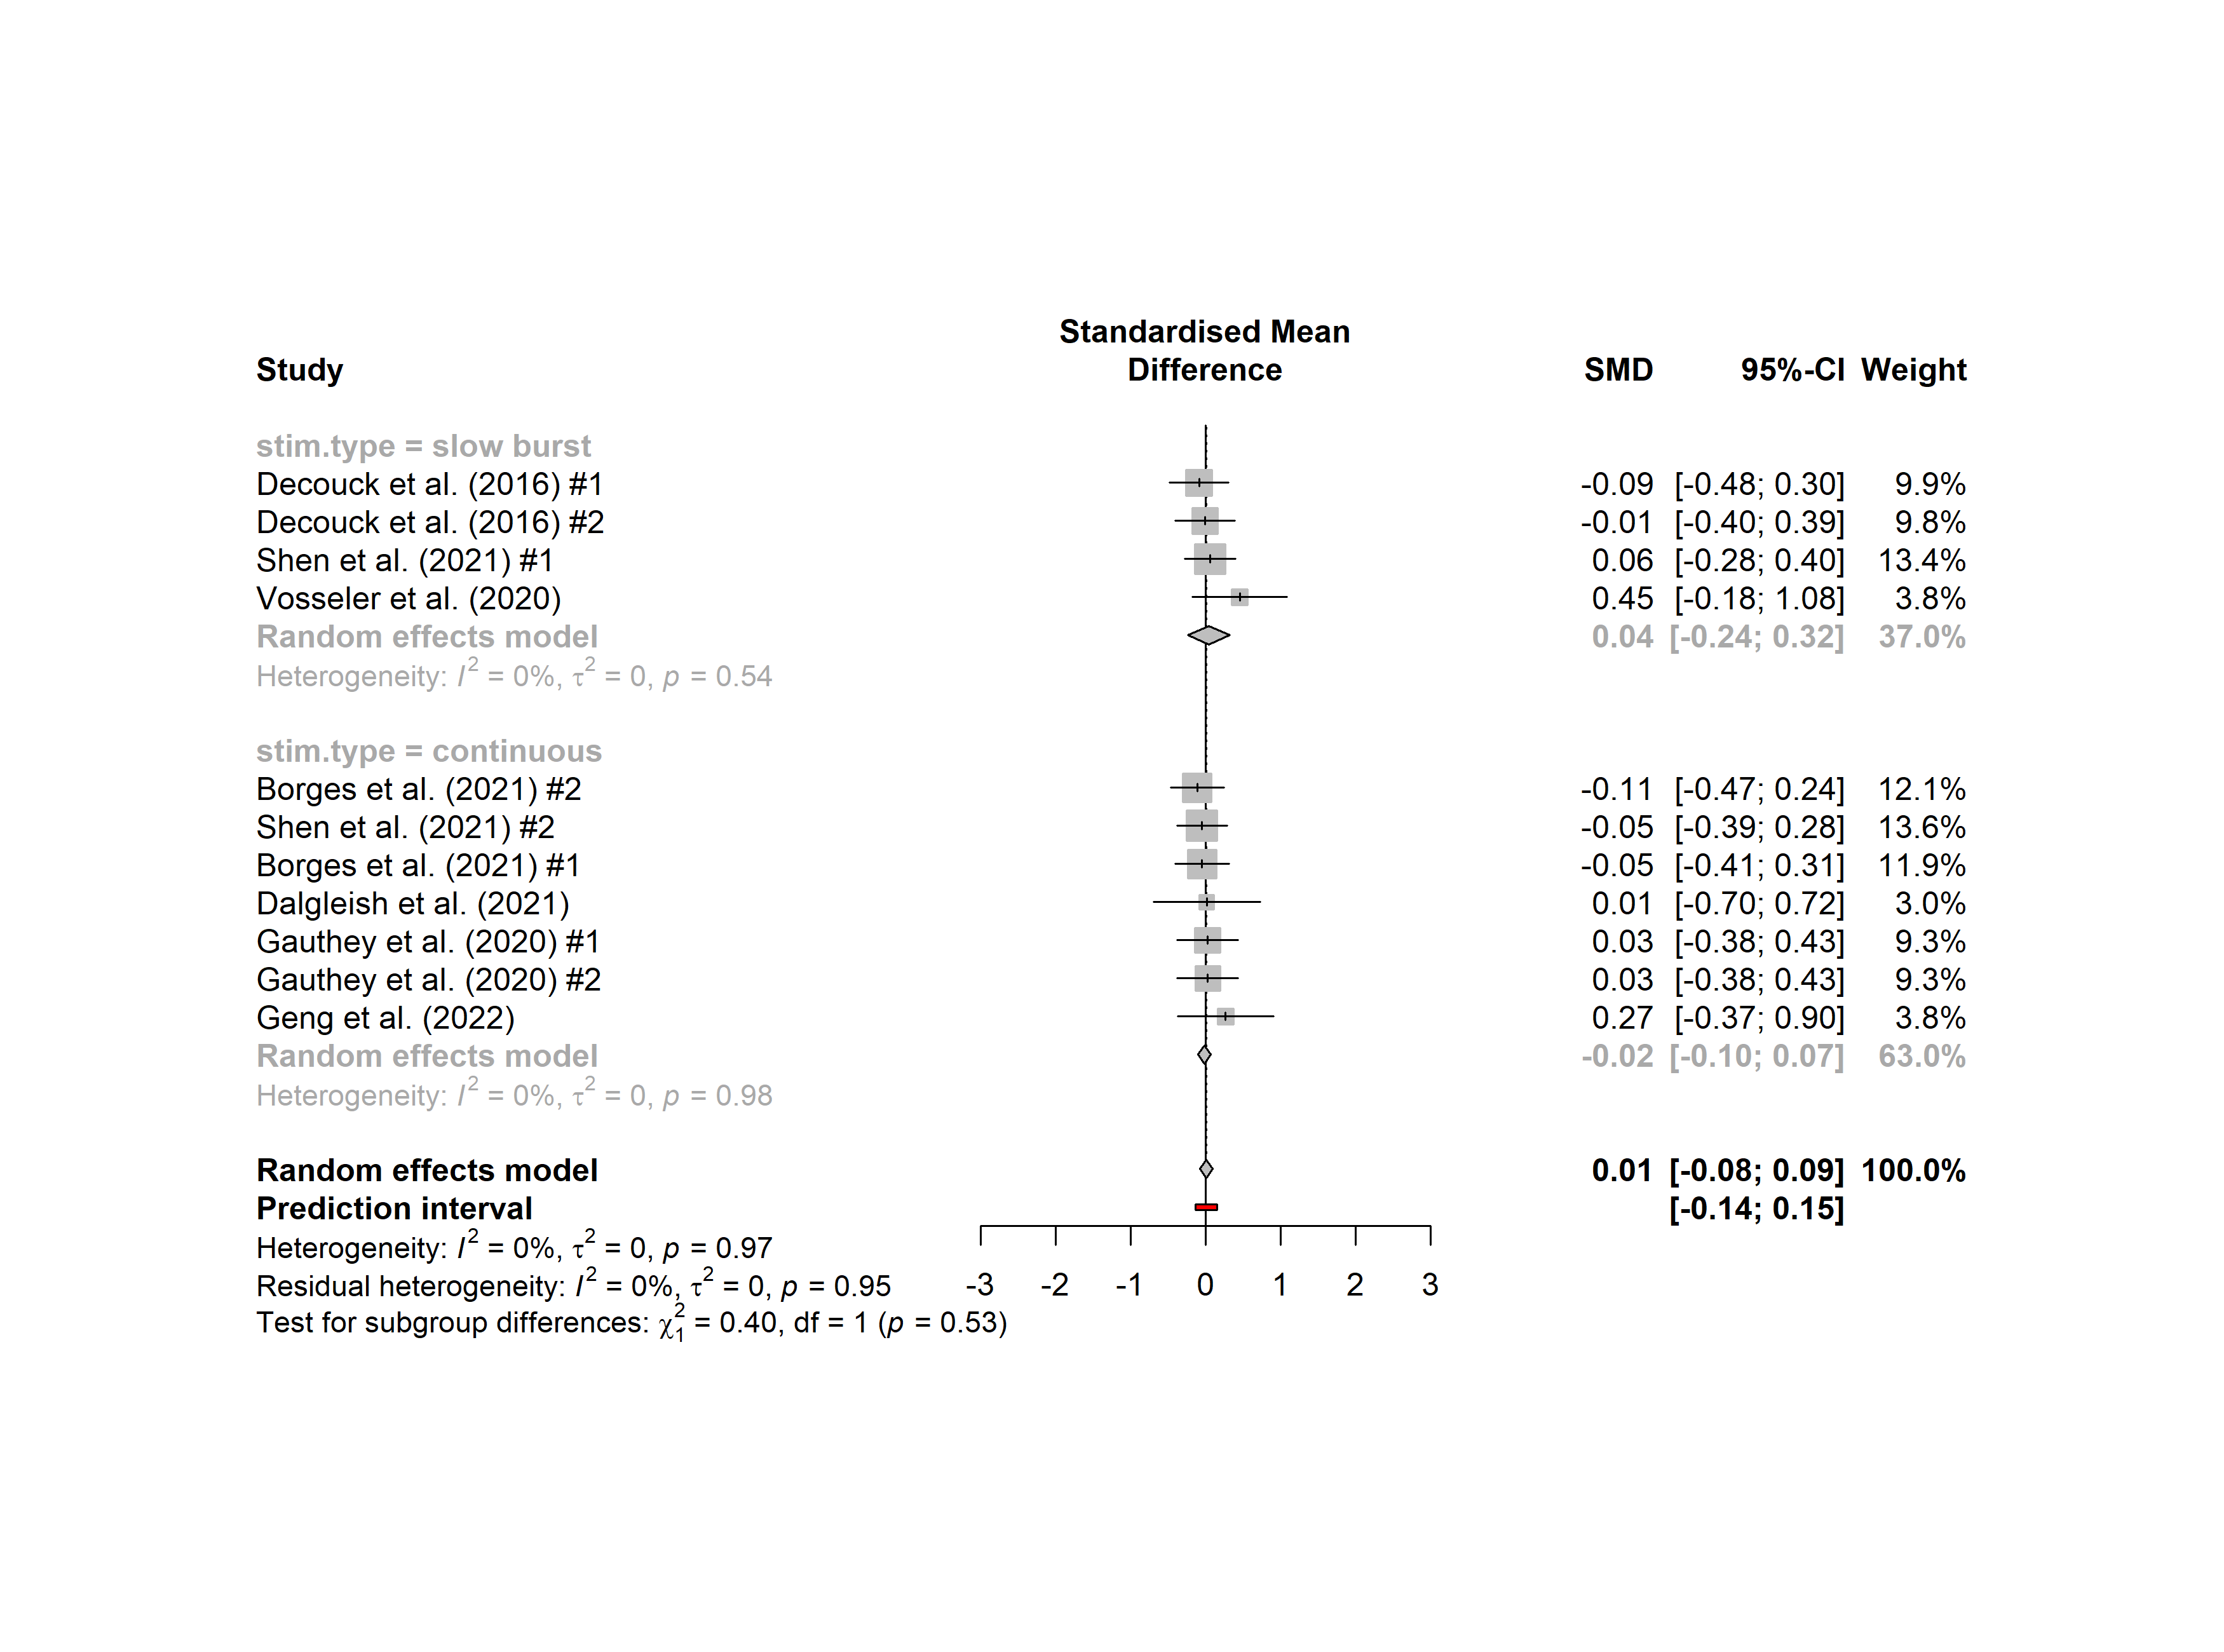 Standardised Mean
Study Difference SMD 95%-CI Weight
stim.type = slow burst
Decouck et al. (2016) #1 -0.09 [-0.48; 0.30] 9.9%
Decouck et al. (2016) #2 -0.01 [-0.40; 0.39] 9.8%
Shen et al. (2021) #1 0.06 [-0.28; 0.40] 13.4%
Vosseler et al. (2020) 0.45 [-0.18; 1.08] 3.8%
Random effects model 0.04 [-0.24; 0.32] 37.0%
Heterogeneity: I² = 0%, τ² = 0, p = 0.54
stim.type = continuous
Borges et al. (2021) #2 -0.11 [-0.47; 0.24] 12.1%
Shen et al. (2021) #2 -0.05 [-0.39; 0.28] 13.6%
Borges et al. (2021) #1 -0.05 [-0.41; 0.31] 11.9%
Dalgleish et al. (2021) 0.01 [-0.70; 0.72] 3.0%
Gauthey et al. (2020) #1 0.03 [-0.38; 0.43] 9.3%
Gauthey et al. (2020) #2 0.03 [-0.38; 0.43] 9.3%
Geng et al. (2022) 0.27 [-0.37; 0.90] 3.8%
Random effects model -0.02 [-0.10; 0.07] 63.0%
Heterogeneity: I² = 0%, τ² = 0, p = 0.98
Random effects model 0.01 [-0.08; 0.09] 100.0%
Prediction interval [-0.14; 0.15]
Heterogeneity: I² = 0%, τ² = 0, p = 0.97
Residual heterogeneity: I² = 0%, τ² = 0, p = 0.95 -3 -2 -1 0 1 2 3
Test for subgroup differences: χ²₁ = 0.40, df = 1 (p = 0.53)